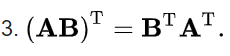 3. (AB)ᵀ = BᵀAᵀ.